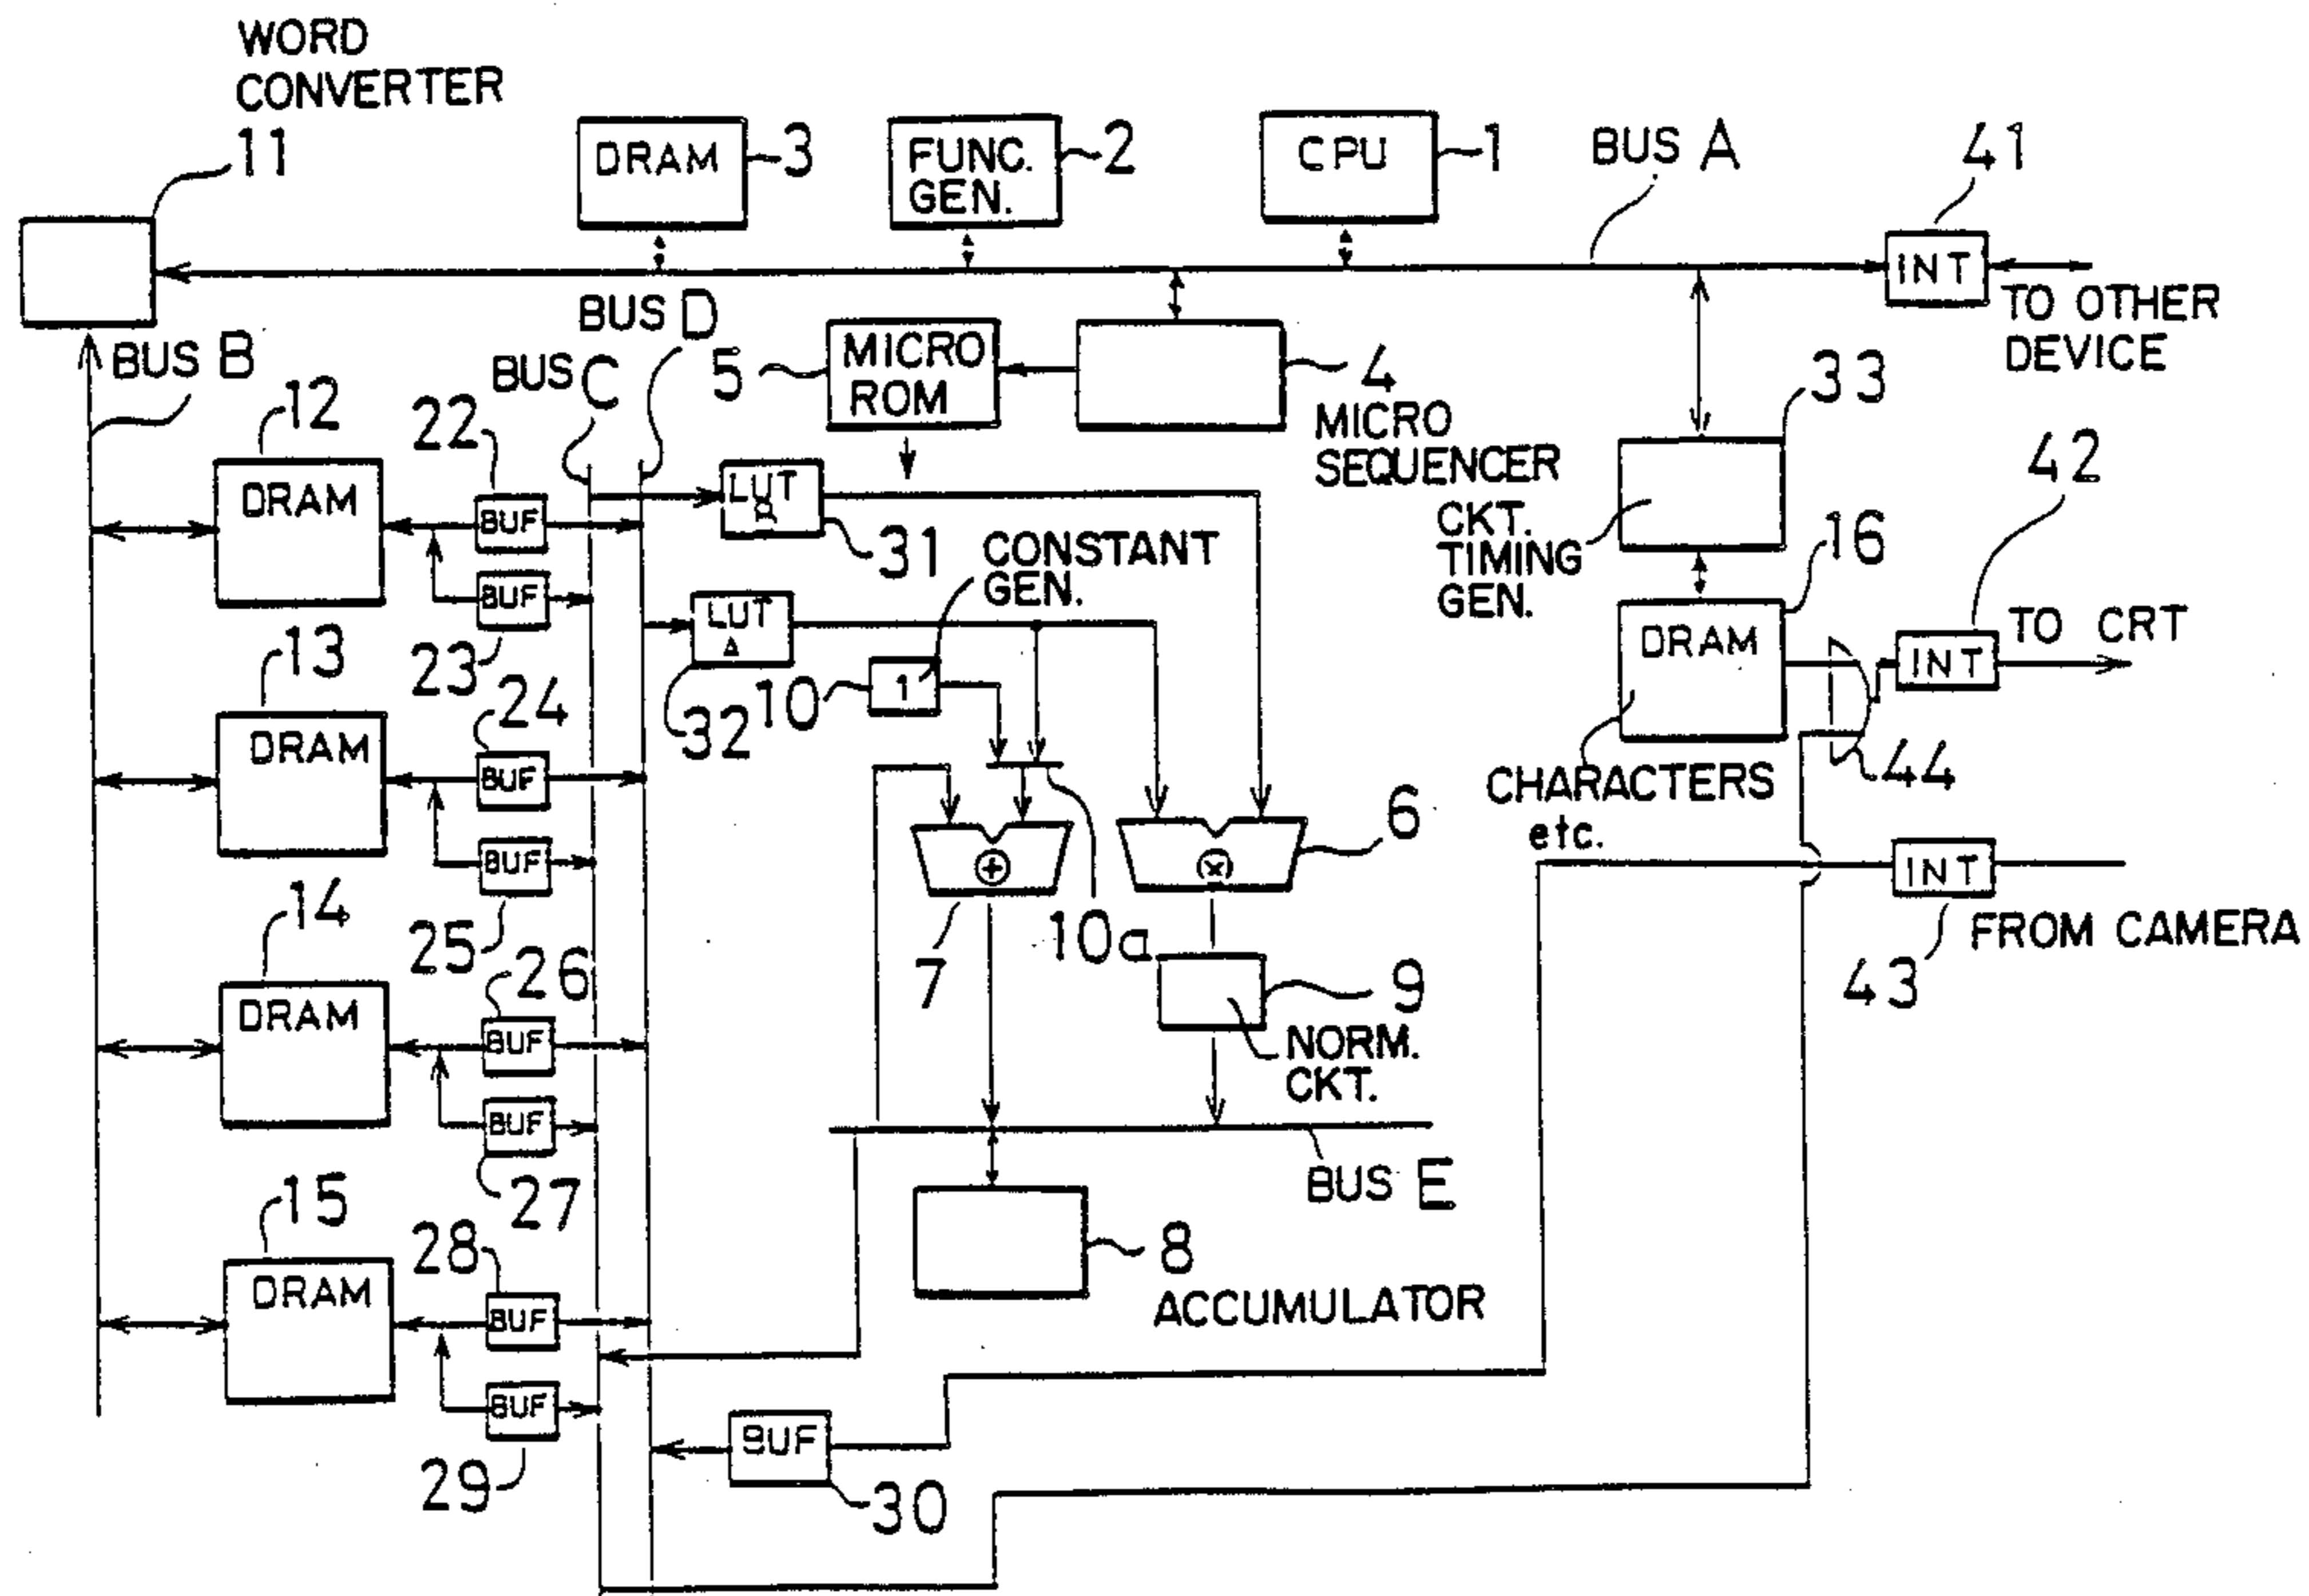 WORD
CONVERTER
11
DRAM
3
FUNC.
GEN.
2
CPU
1
BUS A
41
INT
TO OTHER
DEVICE
BUS B
BUS D
BUS C
5
MICRO
ROM
4
MICRO
SEQUENCER
33
CKT.
TIMING
GEN.
12
DRAM
22
BUF
BUF
23
LUT
31
CONSTANT
GEN.
LUT
Δ
32
10
1
16
DRAM
42
INT
TO CRT
44
CHARACTERS
etc.
13
DRAM
24
BUF
BUF
25
+
7
10a
×
6
INT
43
FROM CAMERA
9
NORM.
CKT.
14
DRAM
26
BUF
BUF
27
BUS E
8
ACCUMULATOR
15
DRAM
28
BUF
BUF
29
BUF
30